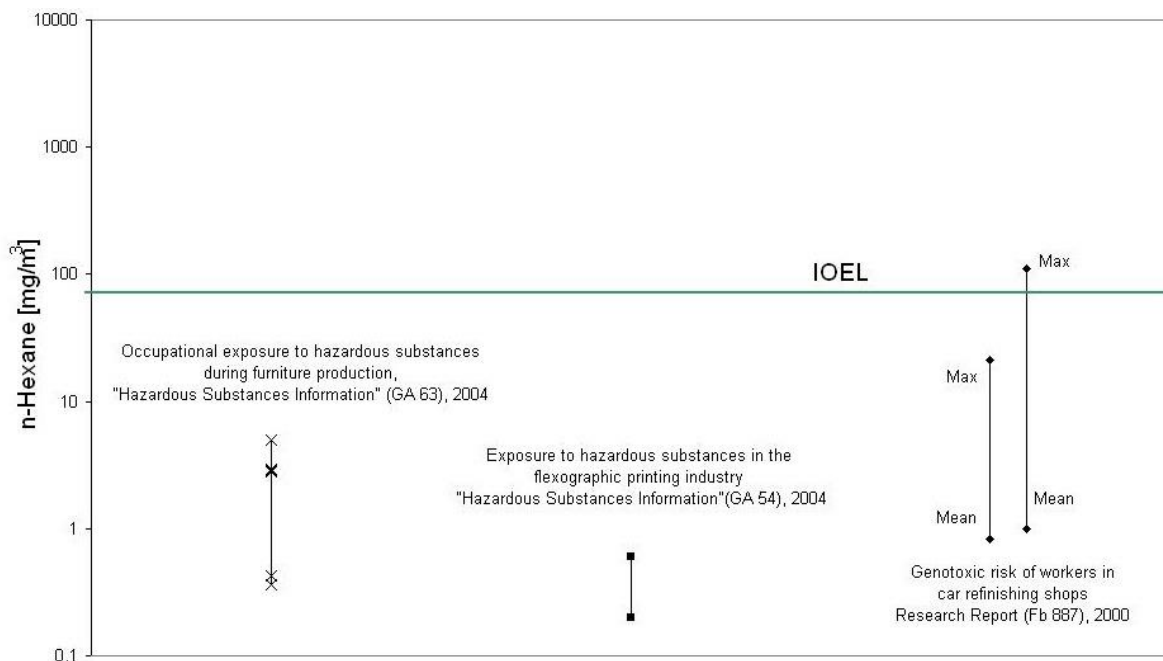 10000
1000
100
10
1
0.1
n-Hexane [mg/m³]
IOEL
Max
Occupational exposure to hazardous substances
during furniture production,
"Hazardous Substances Information" (GA 63), 2004
Max
Exposure to hazardous substances in the
flexographic printing industry
"Hazardous Substances Information"(GA 54), 2004
Mean
Mean
Genotoxic risk of workers in
car refinishing shops
Research Report (Fb 887), 2000